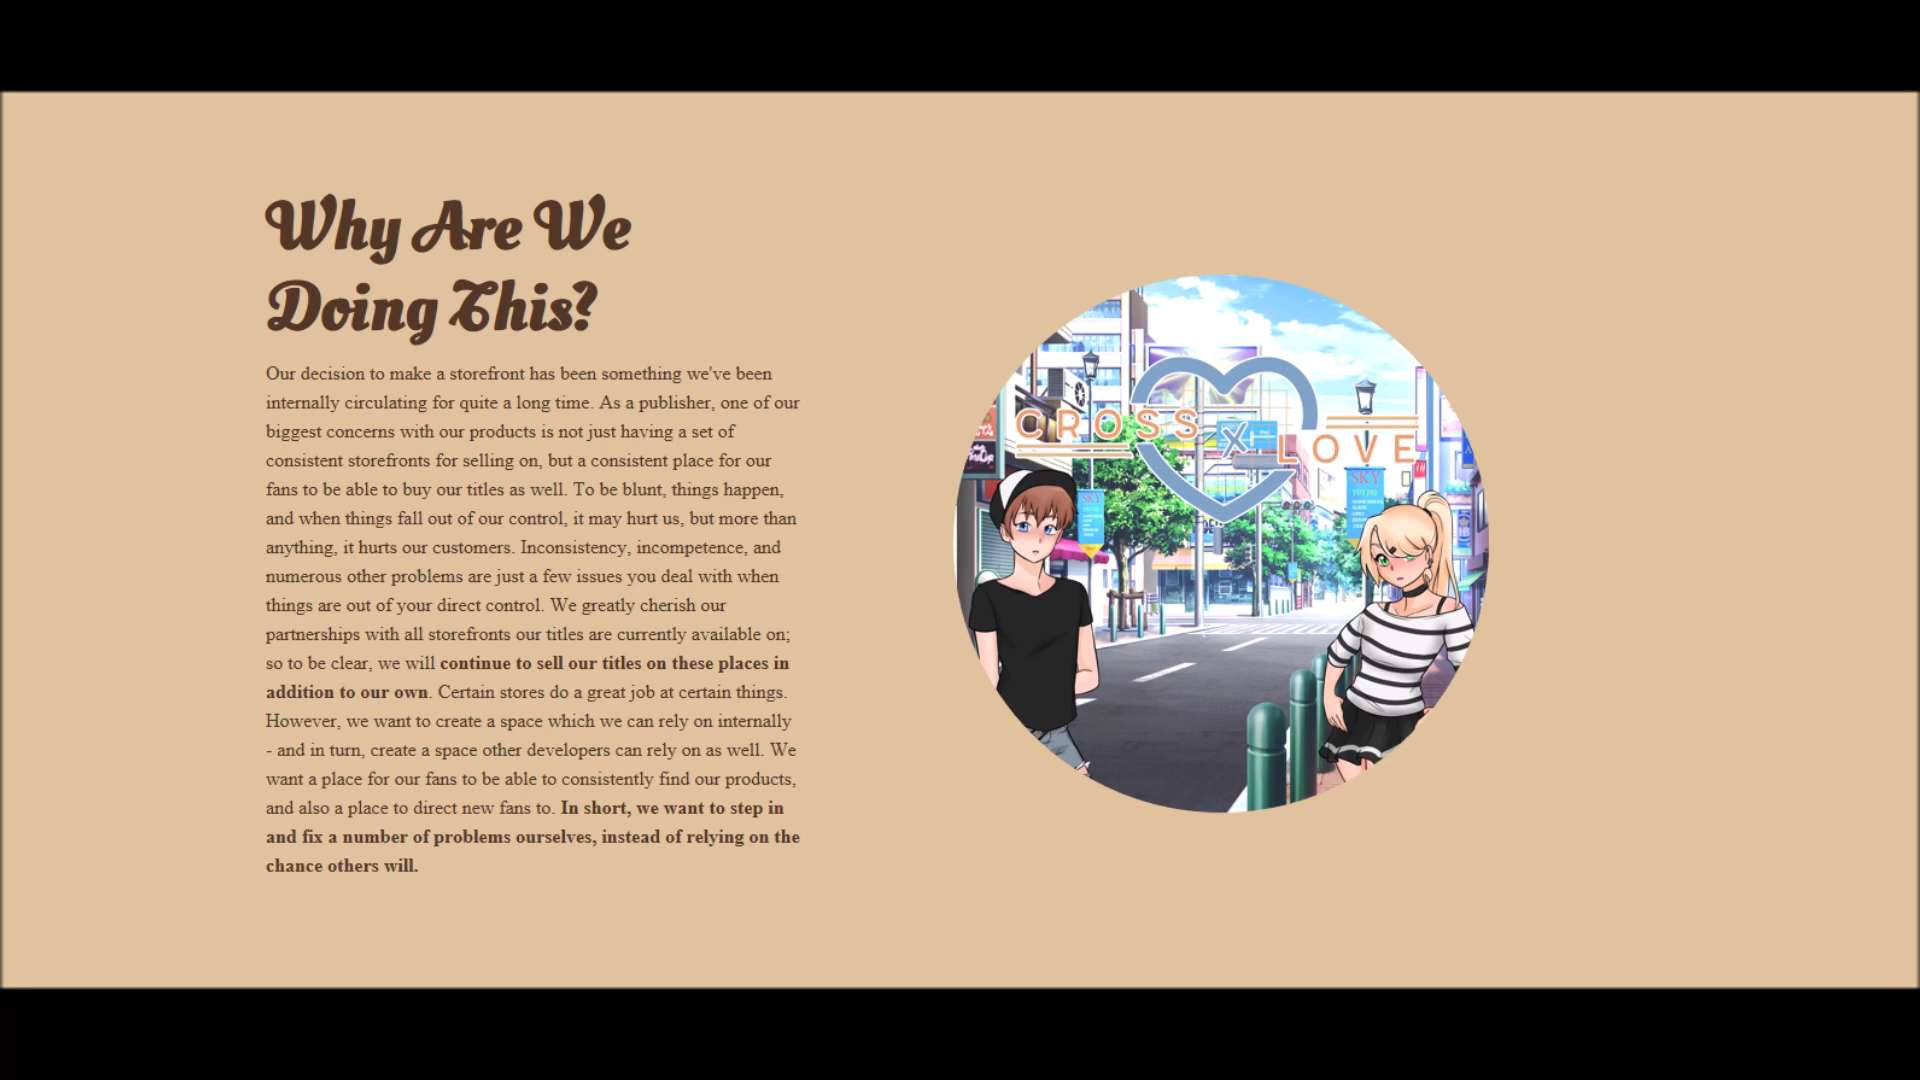 Why Are We
Doing This?
Our decision to make a storefront has been something we've been
internally circulating for quite a long time. As a publisher, one of our
biggest concerns with our products is not just having a set of
consistent storefronts for selling on, but a consistent place for our
fans to be able to buy our titles as well. To be blunt, things happen,
and when things fall out of our control, it may hurt us, but more than
anything, it hurts our customers. Inconsistency, incompetence, and
numerous other problems are just a few issues you deal with when
things are out of your direct control. We greatly cherish our
partnerships with all storefronts our titles are currently available on;
so to be clear, we will continue to sell our titles on these places in
addition to our own. Certain stores do a great job at certain things.
However, we want to create a space which we can rely on internally
- and in turn, create a space other developers can rely on as well. We
want a place for our fans to be able to consistently find our products,
and also a place to direct new fans to. In short, we want to step in
and fix a number of problems ourselves, instead of relying on the
chance others will.
CROSS X LOVE
SKY
SKY